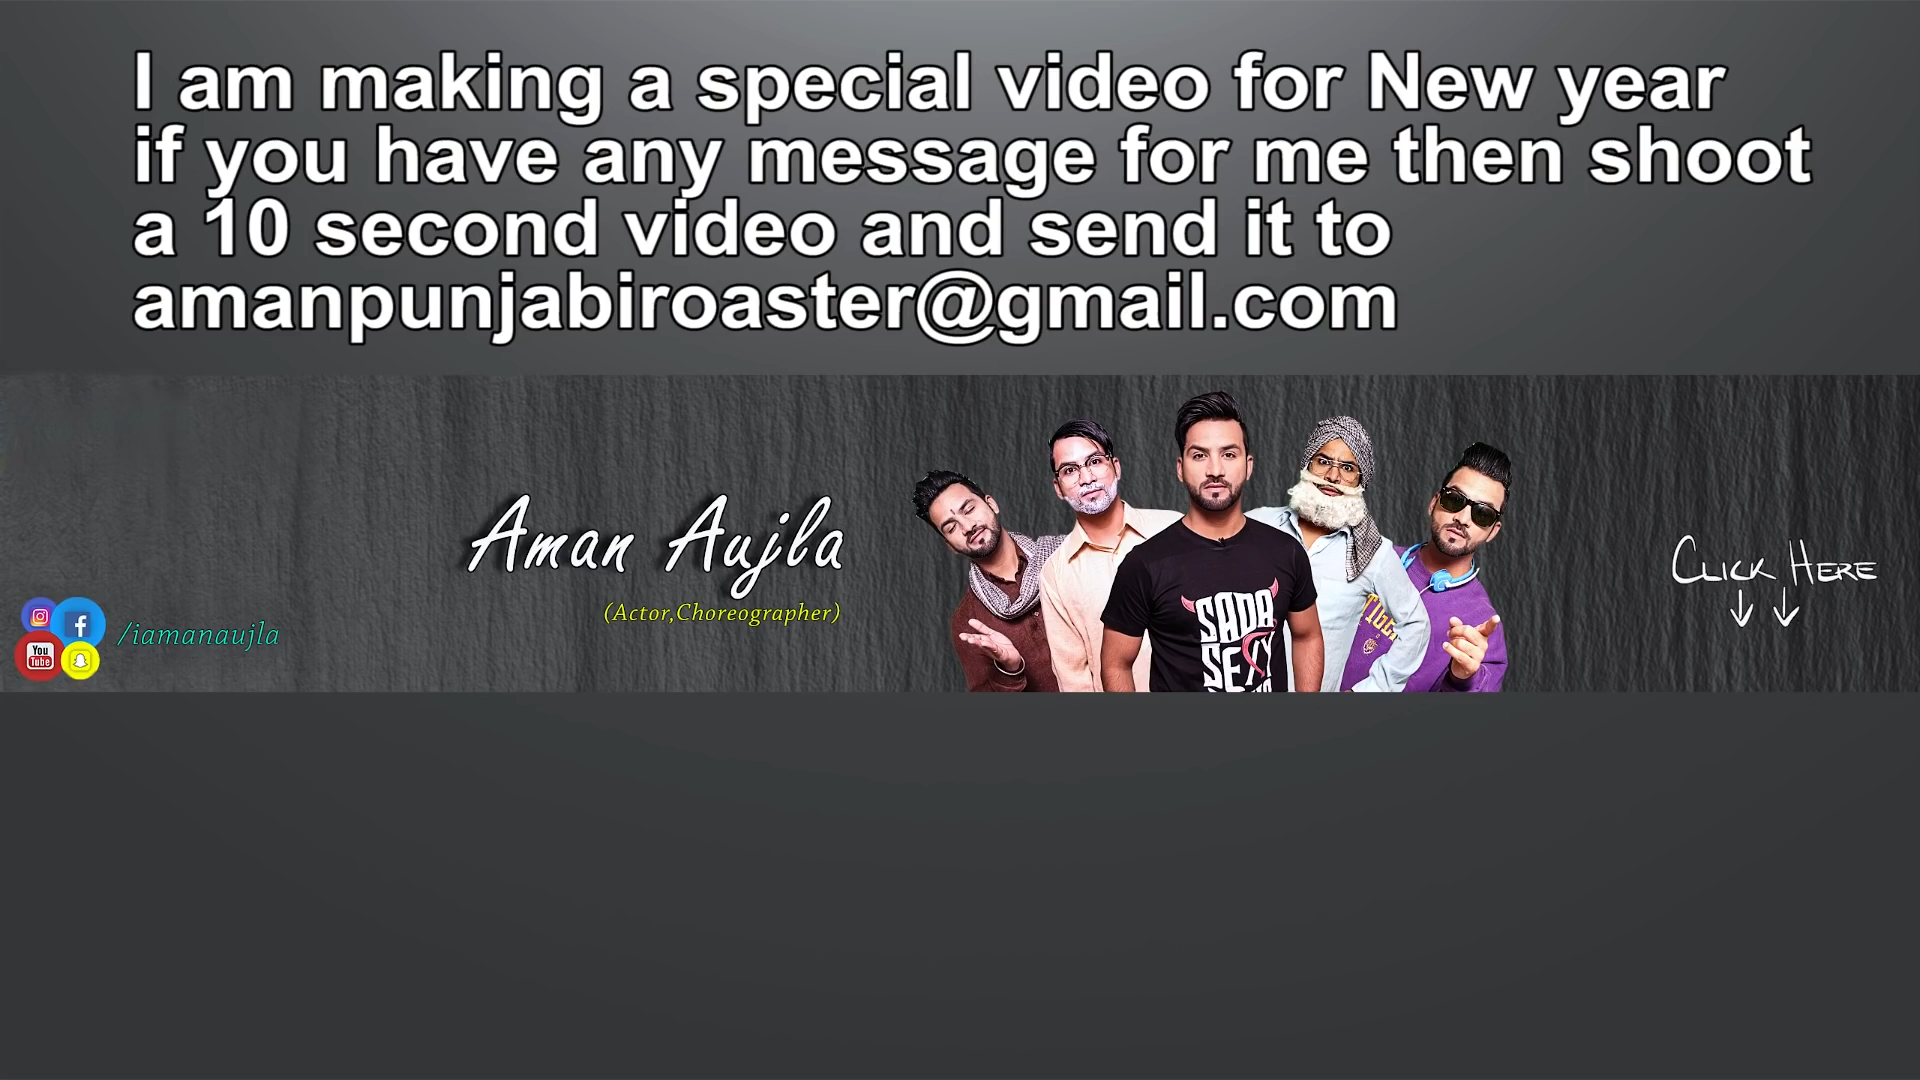 I am making a special video for New year
if you have any message for me then shoot
a 10 second video and send it to
amanpunjabiroaster@gmail.com
Aman Aujla
(Actor,Choreographer)
CLICK HERE
You
Tube
/iamanaujla
SADA
SEXY